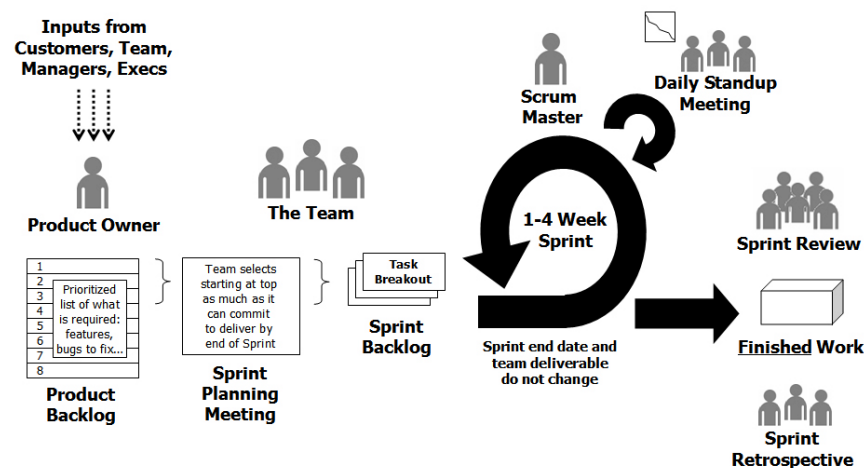 Inputs from
Customers, Team,
Managers, Execs
Product Owner
The Team
Scrum
Master
Daily Standup
Meeting
1
2
3
4
5
6
7
8
Prioritized
list of what
is required:
features,
bugs to fix...
Product
Backlog
Team selects
starting at top
as much as it
can commit
to deliver by
end of Sprint
Sprint
Planning
Meeting
Task
Breakout
Sprint
Backlog
1-4 Week
Sprint
Sprint end date and
team deliverable
do not change
Sprint Review
Finished Work
Sprint
Retrospective